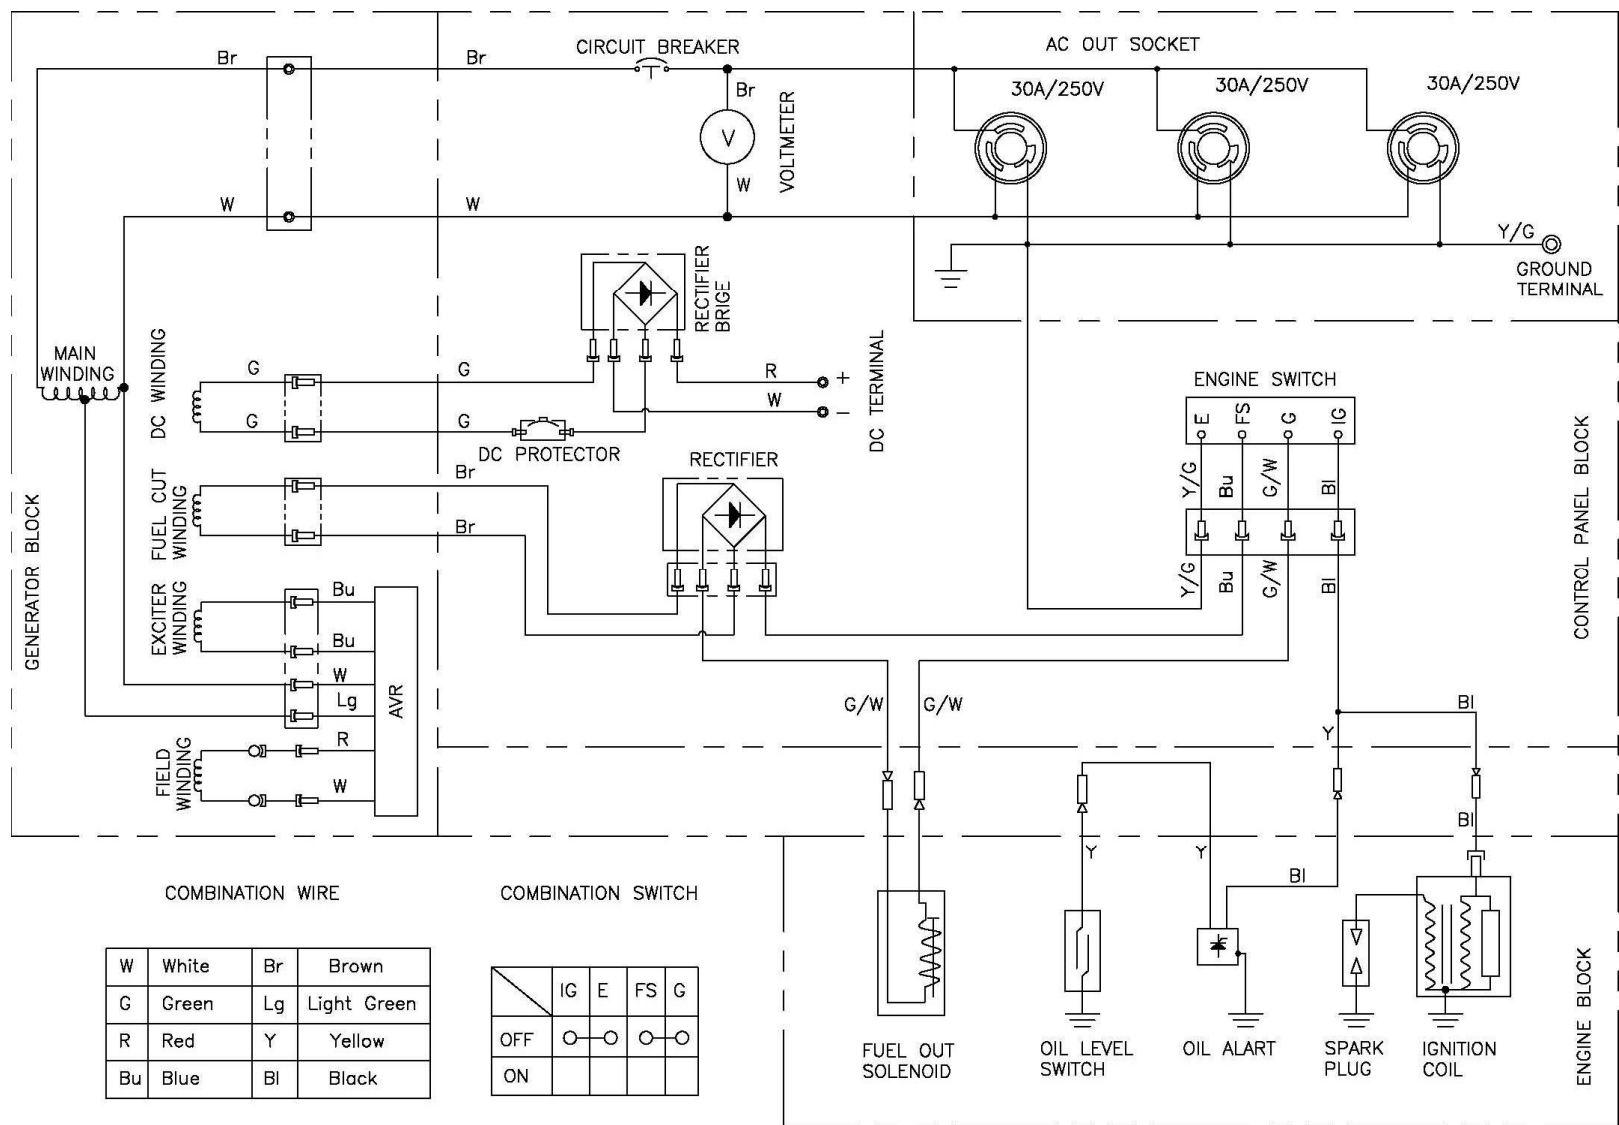 CIRCUIT BREAKER
AC OUT SOCKET
Br
Br
30A/250V
30A/250V
30A/250V
Br
V
VOLTMETER
W
W
W
Y/G
GROUND
TERMINAL
RECTIFIER
BRIGE
MAIN
WINDING
DC WINDING
G
G
R
+
W
−
DC TERMINAL
G
G
DC PROTECTOR
ENGINE SWITCH
E
FS
G
IG
Y/G
Bu
G/W
Bl
Y/G
Bu
G/W
Bl
CONTROL PANEL BLOCK
RECTIFIER
Br
Br
FUEL CUT
WINDING
GENERATOR BLOCK
EXCITER
WINDING
Bu
Bu
W
Lg
AVR
R
W
FIELD
WINDING
G/W
G/W
Bl
Y
Bl
Y
Y
Bl
COMBINATION WIRE
W White Br Brown
G Green Lg Light Green
R Red Y Yellow
Bu Blue Bl Black
COMBINATION SWITCH
IG E FS G
OFF
ON
FUEL OUT
SOLENOID
OIL LEVEL
SWITCH
OIL ALART
SPARK
PLUG
IGNITION
COIL
ENGINE BLOCK